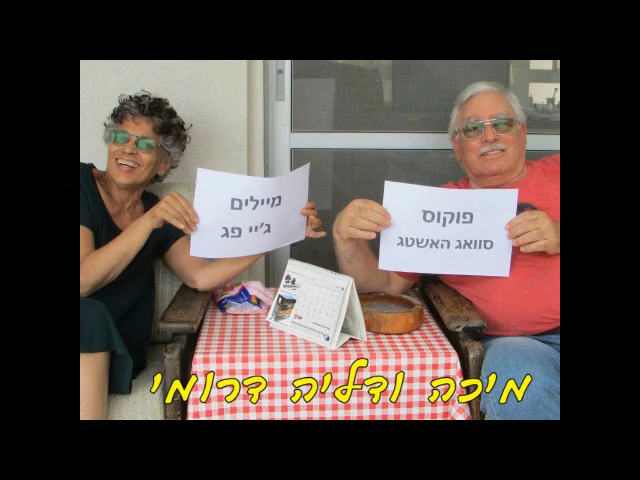 מיילים
ג׳יי פג
פוקוס
סוואג האשטג
מיכה ודליה דרומי